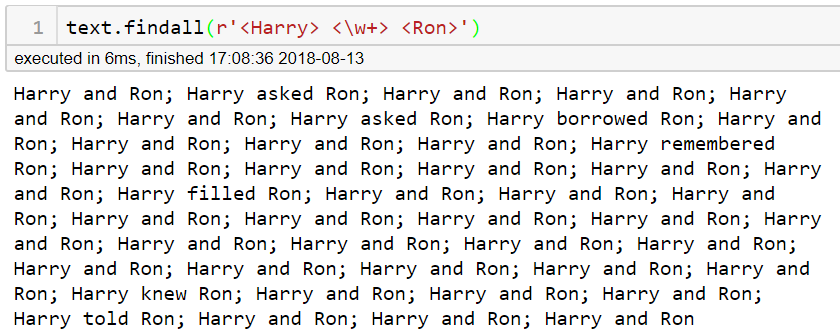 1 text.findall(r'<Harry> <\w+> <Ron>')
executed in 6ms, finished 17:08:36 2018-08-13
Harry and Ron; Harry asked Ron; Harry and Ron; Harry and Ron; Harry
and Ron; Harry and Ron; Harry asked Ron; Harry borrowed Ron; Harry and
Ron; Harry and Ron; Harry and Ron; Harry and Ron; Harry remembered
Ron; Harry and Ron; Harry and Ron; Harry and Ron; Harry and Ron; Harry
and Ron; Harry filled Ron; Harry and Ron; Harry and Ron; Harry and
Ron; Harry and Ron; Harry and Ron; Harry and Ron; Harry and Ron; Harry
and Ron; Harry and Ron; Harry and Ron; Harry and Ron; Harry and Ron;
Harry and Ron; Harry and Ron; Harry and Ron; Harry and Ron; Harry and
Ron; Harry knew Ron; Harry and Ron; Harry and Ron; Harry and Ron;
Harry told Ron; Harry and Ron; Harry and Ron; Harry and Ron